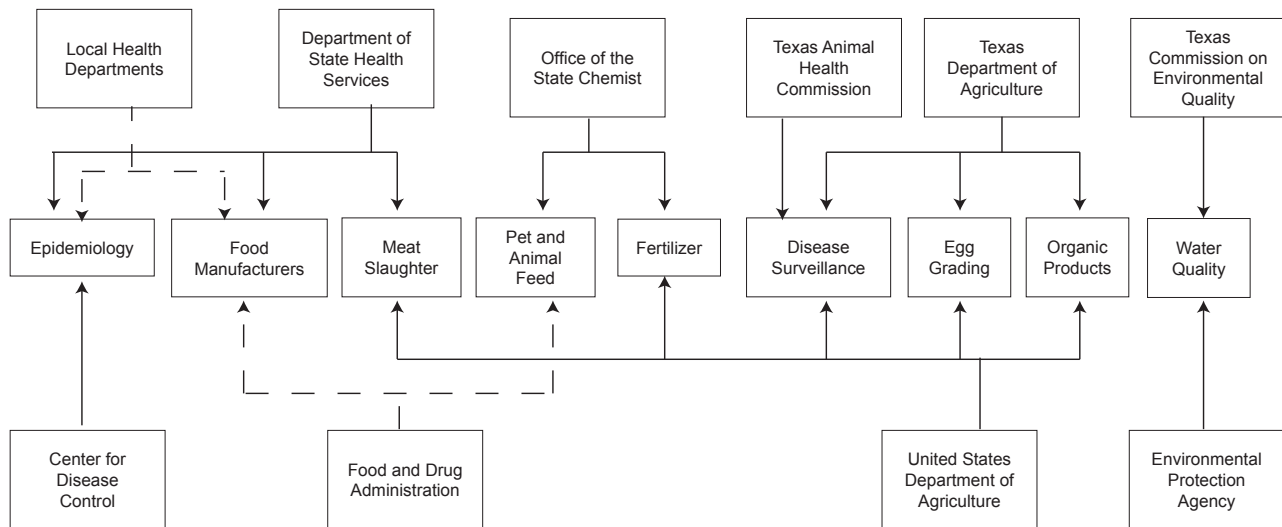 Local Health
Departments
Department of
State Health
Services
Office of the
State Chemist
Texas Animal
Health
Commission
Texas
Department of
Agriculture
Texas
Commission on
Environmental
Quality
Epidemiology
Food
Manufacturers
Meat
Slaughter
Pet and
Animal
Feed
Fertilizer
Disease
Surveillance
Egg
Grading
Organic
Products
Water
Quality
Center for
Disease
Control
Food and Drug
Administration
United States
Department of
Agriculture
Environmental
Protection
Agency